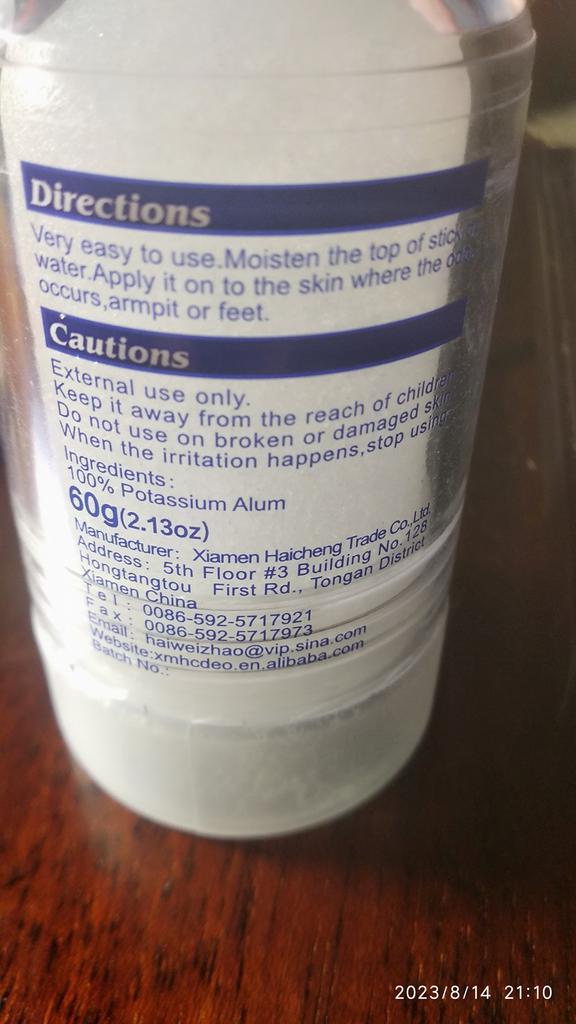 Directions
Very easy to use.Moisten the top of stick
water.Apply it on to the skin where the
occurs,armpit or feet.
Cautions
External use only.
Keep it away from the reach of childre
Do not use on broken or damaged skin
When the irritation happens,stop using
Ingredients:
100% Potassium Alum
60g(2.13oz)
Manufacturer: Xiamen Haicheng Trade Co.,Ltd.
Address: 5th Floor #3 Building No.128
Hongtangtou First Rd., Tongan District
Xiamen China
Tel: 0086-592-5717921
Fax: 0086-592-5717973
Email: haiweizhao@vip.sina.com
Website:xmhcdeo.en.alibaba.com
Batch No.:
2023/8/14 21:10